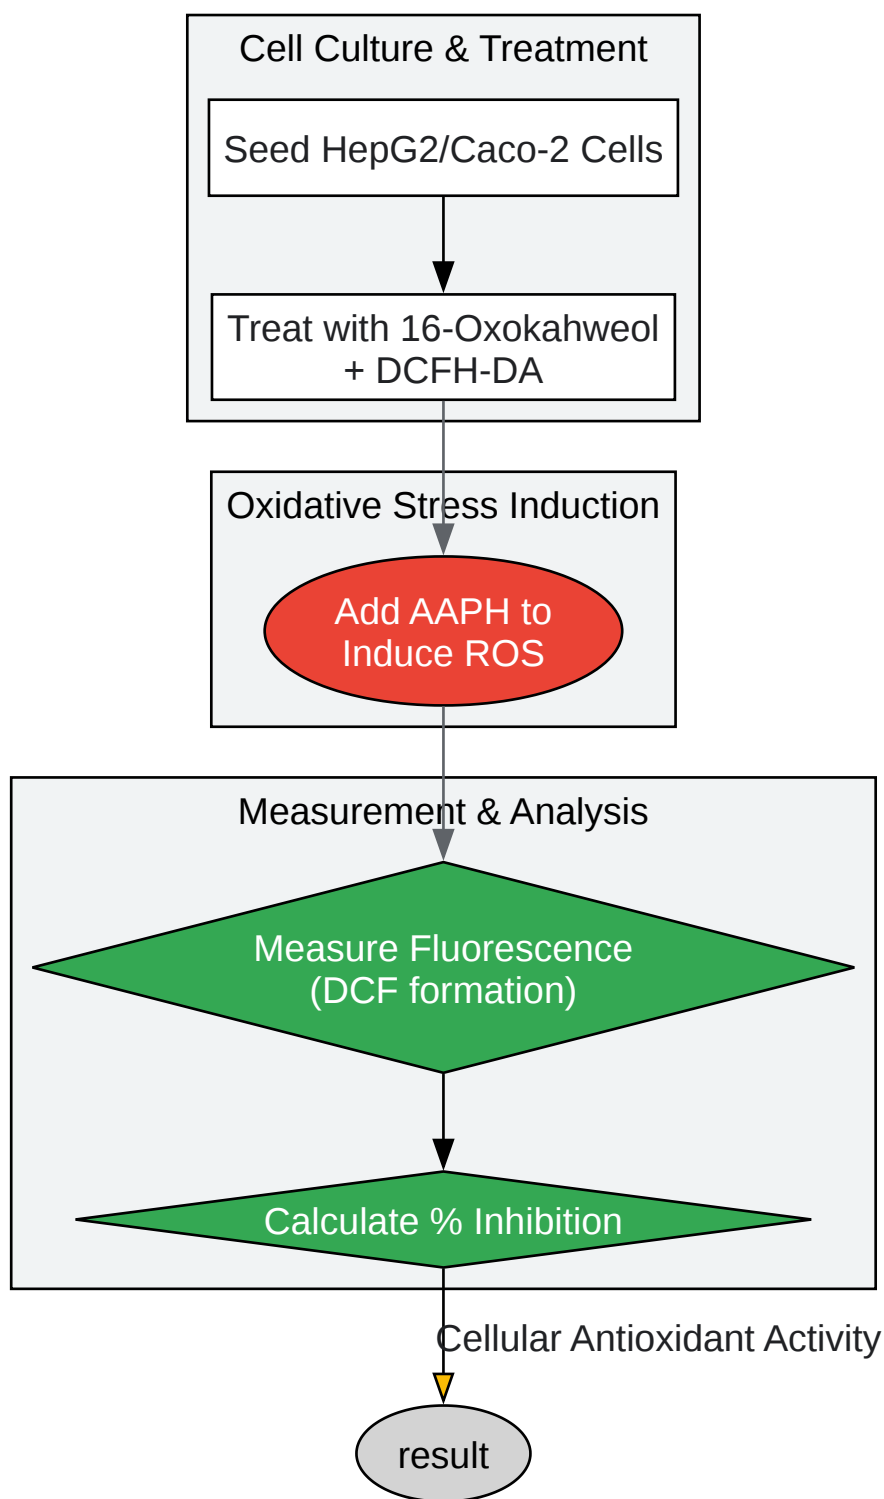 Cell Culture & Treatment
Seed HepG2/Caco-2 Cells
Treat with 16-Oxokahweol
+ DCFH-DA
Oxidative Stress Induction
Add AAPH to
Induce ROS
Measurement & Analysis
Measure Fluorescence
(DCF formation)
Calculate % Inhibition
Cellular Antioxidant Activity
result